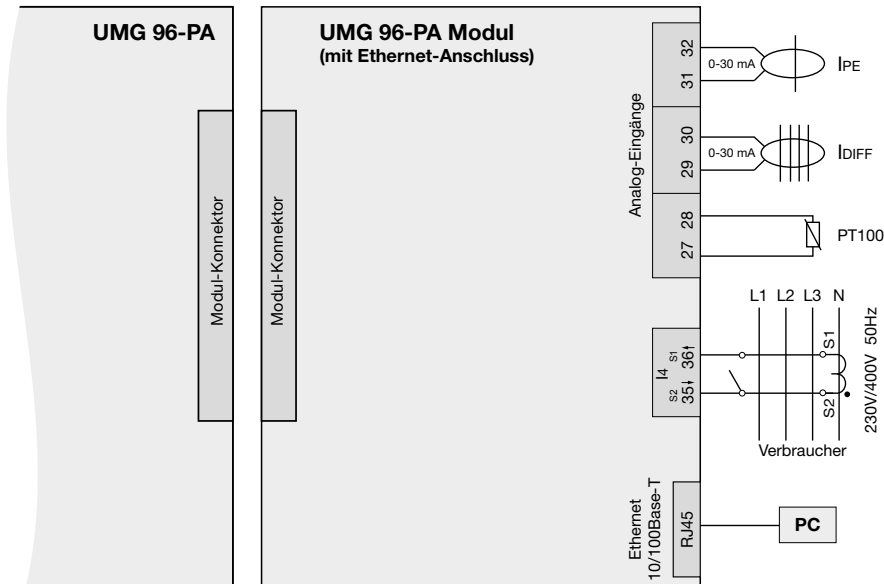 UMG 96-PA
UMG 96-PA Modul
(mit Ethernet-Anschluss)
Modul-Konnektor
Modul-Konnektor
Analog-Eingänge
32
31
0-30 mA
IPE
30
29
0-30 mA
IDIFF
28
27
PT100
L1 L2 L3 N
I4
S1 36
S2 35
S1
S2
230V/400V 50Hz
Verbraucher
Ethernet
10/100Base-T
RJ45
PC